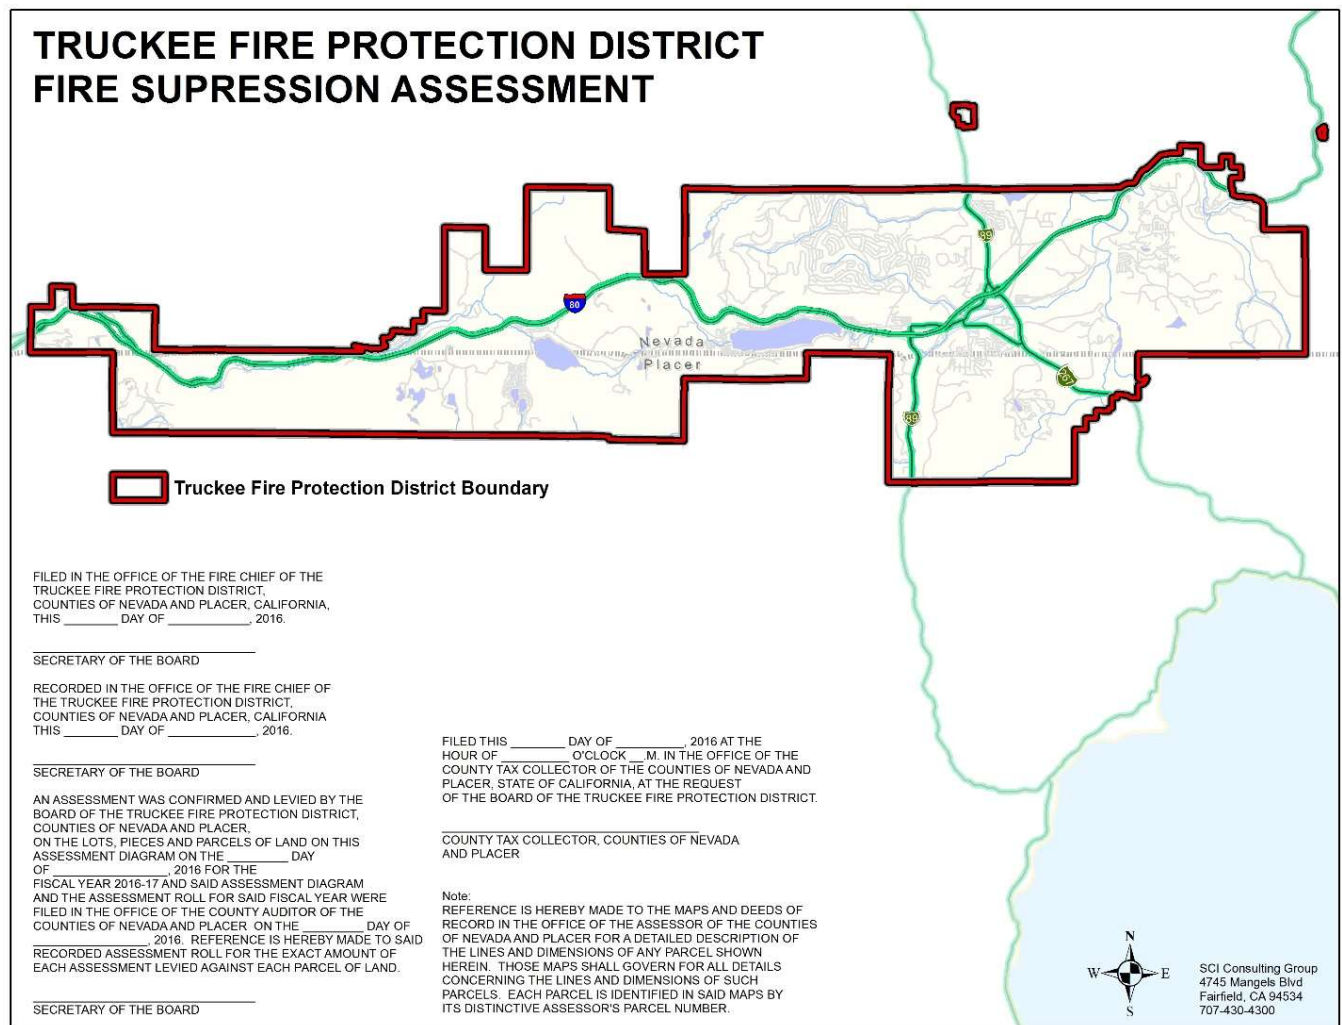 TRUCKEE FIRE PROTECTION DISTRICT
FIRE SUPRESSION ASSESSMENT
89
80
Nevada
Placer
267
89
Truckee Fire Protection District Boundary
FILED IN THE OFFICE OF THE FIRE CHIEF OF THE
TRUCKEE FIRE PROTECTION DISTRICT,
COUNTIES OF NEVADA AND PLACER, CALIFORNIA,
THIS ________ DAY OF ____________, 2016.
SECRETARY OF THE BOARD
RECORDED IN THE OFFICE OF THE FIRE CHIEF OF
THE TRUCKEE FIRE PROTECTION DISTRICT,
COUNTIES OF NEVADA AND PLACER, CALIFORNIA
THIS ________ DAY OF _____________, 2016.
SECRETARY OF THE BOARD
AN ASSESSMENT WAS CONFIRMED AND LEVIED BY THE
BOARD OF THE TRUCKEE FIRE PROTECTION DISTRICT,
COUNTIES OF NEVADA AND PLACER,
ON THE LOTS, PIECES AND PARCELS OF LAND ON THIS
ASSESSMENT DIAGRAM ON THE _________ DAY
OF _________________, 2016 FOR THE
FISCAL YEAR 2016-17 AND SAID ASSESSMENT DIAGRAM
AND THE ASSESSMENT ROLL FOR SAID FISCAL YEAR WERE
FILED IN THE OFFICE OF THE COUNTY AUDITOR OF THE
COUNTIES OF NEVADA AND PLACER ON THE _________ DAY OF
_________________, 2016. REFERENCE IS HEREBY MADE TO SAID
RECORDED ASSESSMENT ROLL FOR THE EXACT AMOUNT OF
EACH ASSESSMENT LEVIED AGAINST EACH PARCEL OF LAND.
SECRETARY OF THE BOARD
FILED THIS ________ DAY OF __________, 2016 AT THE
HOUR OF __________ O'CLOCK __.M. IN THE OFFICE OF THE
COUNTY TAX COLLECTOR OF THE COUNTIES OF NEVADA AND
PLACER, STATE OF CALIFORNIA, AT THE REQUEST
OF THE BOARD OF THE TRUCKEE FIRE PROTECTION DISTRICT.
COUNTY TAX COLLECTOR, COUNTIES OF NEVADA
AND PLACER
Note:
REFERENCE IS HEREBY MADE TO THE MAPS AND DEEDS OF
RECORD IN THE OFFICE OF THE ASSESSOR OF THE COUNTIES
OF NEVADA AND PLACER FOR A DETAILED DESCRIPTION OF
THE LINES AND DIMENSIONS OF ANY PARCEL SHOWN
HEREIN. THOSE MAPS SHALL GOVERN FOR ALL DETAILS
CONCERNING THE LINES AND DIMENSIONS OF SUCH
PARCELS. EACH PARCEL IS IDENTIFIED IN SAID MAPS BY
ITS DISTINCTIVE ASSESSOR'S PARCEL NUMBER.
N
W E
S
SCI Consulting Group
4745 Mangels Blvd
Fairfield, CA 94534
707-430-4300